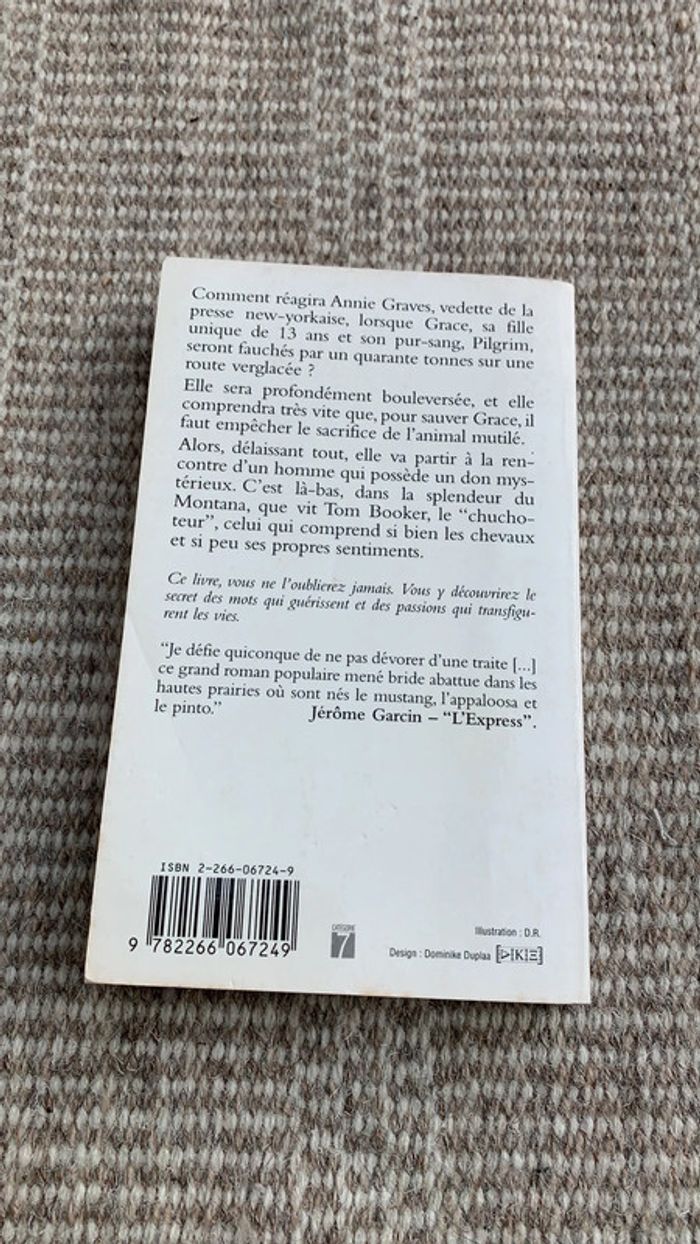 Comment réagira Annie Graves, vedette de la
presse new-yorkaise, lorsque Grace, sa fille
unique de 13 ans et son pur-sang, Pilgrim,
seront fauchés par un quarante tonnes sur une
route verglacée ?
Elle sera profondément bouleversée, et elle
comprendra très vite que, pour sauver Grace, il
faut empêcher le sacrifice de l'animal mutilé.
Alors, délaissant tout, elle va partir à la ren-
contre d'un homme qui possède un don mys-
térieux. C'est là-bas, dans la splendeur du
Montana, que vit Tom Booker, le "chucho-
teur", celui qui comprend si bien les chevaux
et si peu ses propres sentiments.
Ce livre, vous ne l'oublierez jamais. Vous y découvrirez le
secret des mots qui guérissent et des passions qui transfigu-
rent les vies.
"Je défie quiconque de ne pas dévorer d'une traite [...]
ce grand roman populaire mené bride abattue dans les
hautes prairies où sont nés le mustang, l'appaloosa et
le pinto." Jérôme Garcin – "L'Express".
ISBN 2-266-06724-9
9 782266 067249
CATÉGORIE
7
Illustration : D.R.
Design : Dominike Duplaa